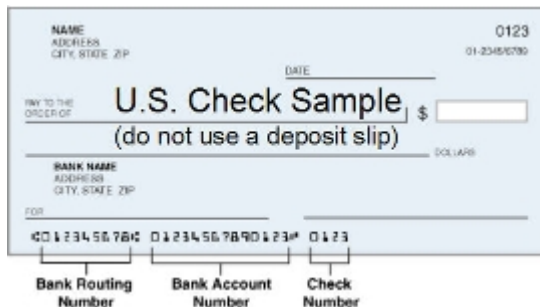 NAME 0123
ADDRESS 01-2345/6789
CITY, STATE ZIP
DATE
PAY TO THE
ORDER OF U.S. Check Sample $
(do not use a deposit slip)
DOLLARS
BANK NAME
ADDRESS
CITY, STATE ZIP
FOR
⑆012345678⑆ 01234567890123⑈ 0123
Bank Routing Number Bank Account Number Check Number